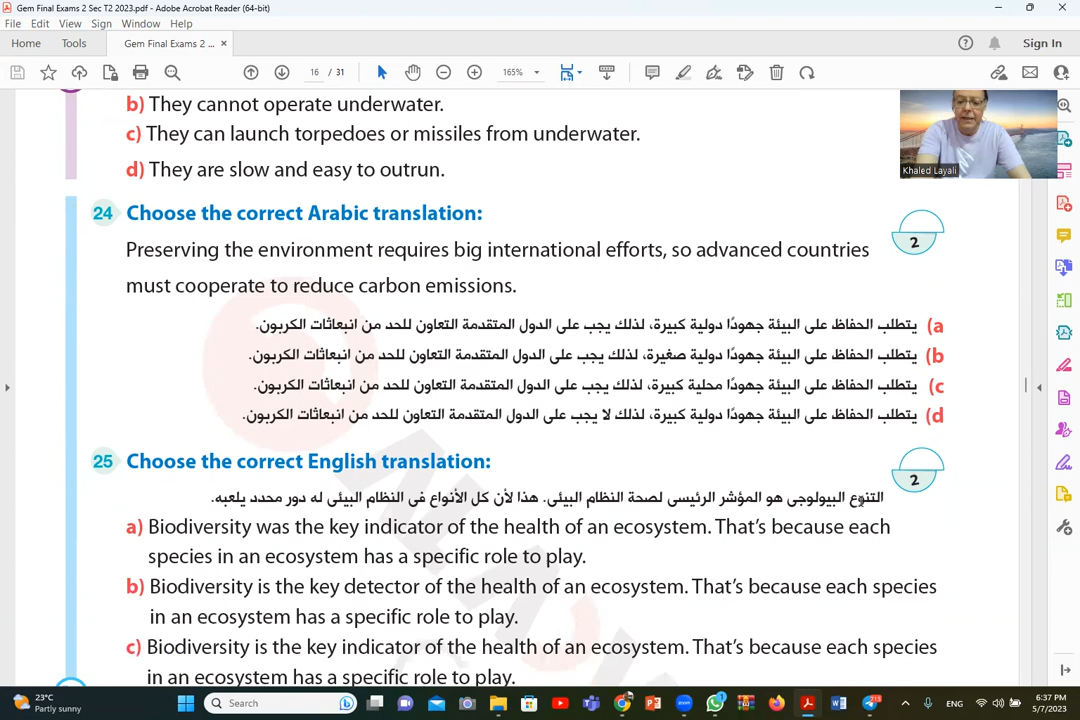 Gem Final Exams 2 Sec T2 2023.pdf - Adobe Acrobat Reader (64-bit)
File Edit View Sign Window Help
Home Tools Gem Final Exams 2 ... × Sign In
16 / 31 165%
b) They cannot operate underwater.
c) They can launch torpedoes or missiles from underwater.
d) They are slow and easy to outrun.
Khaled Layali
24 Choose the correct Arabic translation:
2
Preserving the environment requires big international efforts, so advanced countries
must cooperate to reduce carbon emissions.
a) يتطلب الحفاظ على البيئة جهودًا دولية كبيرة، لذلك يجب على الدول المتقدمة التعاون للحد من انبعاثات الكربون.
b) يتطلب الحفاظ على البيئة جهودًا دولية صغيرة، لذلك يجب على الدول المتقدمة التعاون للحد من انبعاثات الكربون.
c) يتطلب الحفاظ على البيئة جهودًا محلية كبيرة، لذلك يجب على الدول المتقدمة التعاون للحد من انبعاثات الكربون.
d) يتطلب الحفاظ على البيئة جهودًا دولية كبيرة، لذلك لا يجب على الدول المتقدمة التعاون للحد من انبعاثات الكربون.
25 Choose the correct English translation:
2
التنوع البيولوجى هو المؤشر الرئيسى لصحة النظام البيئى. هذا لأن كل الأنواع فى النظام البيئى له دور محدد يلعبه.
a) Biodiversity was the key indicator of the health of an ecosystem. That's because each
species in an ecosystem has a specific role to play.
b) Biodiversity is the key detector of the health of an ecosystem. That's because each species
in an ecosystem has a specific role to play.
c) Biodiversity is the key indicator of the health of an ecosystem. That's because each species
in an ecosystem has a specific role to play.
23°C
Partly sunny
Search
ENG
6:37 PM
5/7/2023